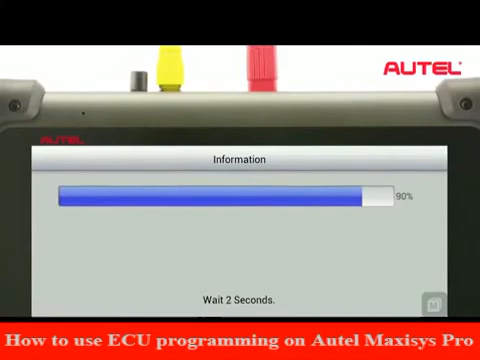 AUTEL
AUTEL
Information
90%
Wait 2 Seconds.
How to use ECU programming on Autel Maxisys Pro